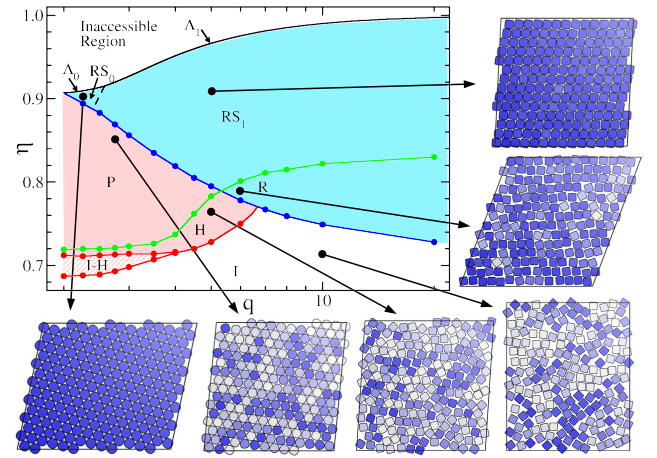 1.0
0.9
0.8
0.7
η
Inaccessible
Region
Λ1
Λ0
RS0
RS1
P
R
H
I-H
I
q
10